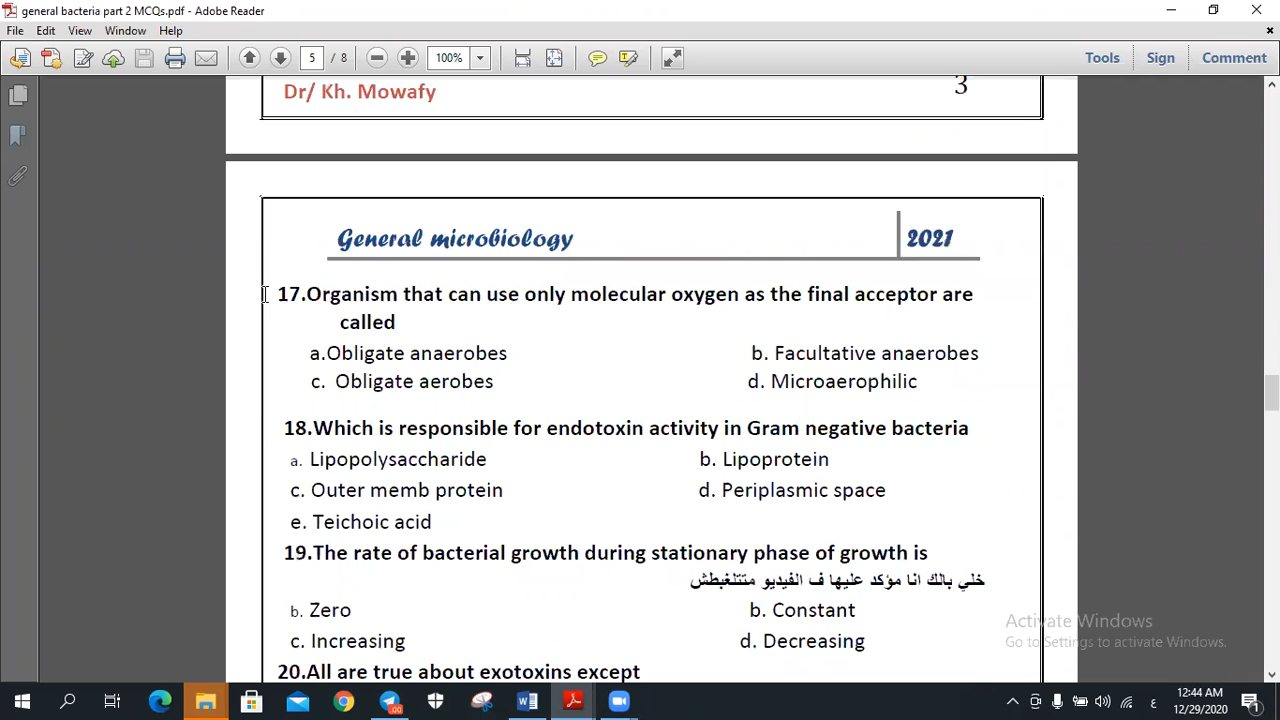 general bacteria part 2 MCQs.pdf - Adobe Reader
File Edit View Window Help
5 / 8 100% Tools Sign Comment
Dr/ Kh. Mowafy 3
General microbiology 2021
17.Organism that can use only molecular oxygen as the final acceptor are
called
a.Obligate anaerobes b. Facultative anaerobes
c. Obligate aerobes d. Microaerophilic
18.Which is responsible for endotoxin activity in Gram negative bacteria
a. Lipopolysaccharide b. Lipoprotein
c. Outer memb protein d. Periplasmic space
e. Teichoic acid
19.The rate of bacterial growth during stationary phase of growth is
خلي بالك انا مؤكد عليها ف الفيديو متتلغبطش
b. Zero b. Constant
c. Increasing d. Decreasing
20.All are true about exotoxins except
Activate Windows
Go to Settings to activate Windows.
ع 12:44 AM
12/29/2020